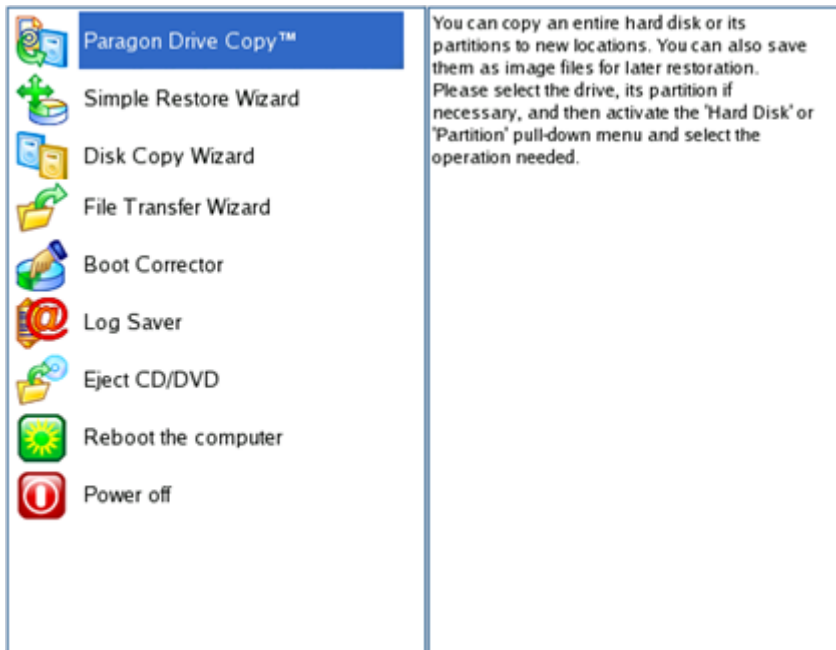 Paragon Drive Copy™
Simple Restore Wizard
Disk Copy Wizard
File Transfer Wizard
Boot Corrector
Log Saver
Eject CD/DVD
Reboot the computer
Power off
You can copy an entire hard disk or its
partitions to new locations. You can also save
them as image files for later restoration.
Please select the drive, its partition if
necessary, and then activate the 'Hard Disk' or
'Partition' pull-down menu and select the
operation needed.